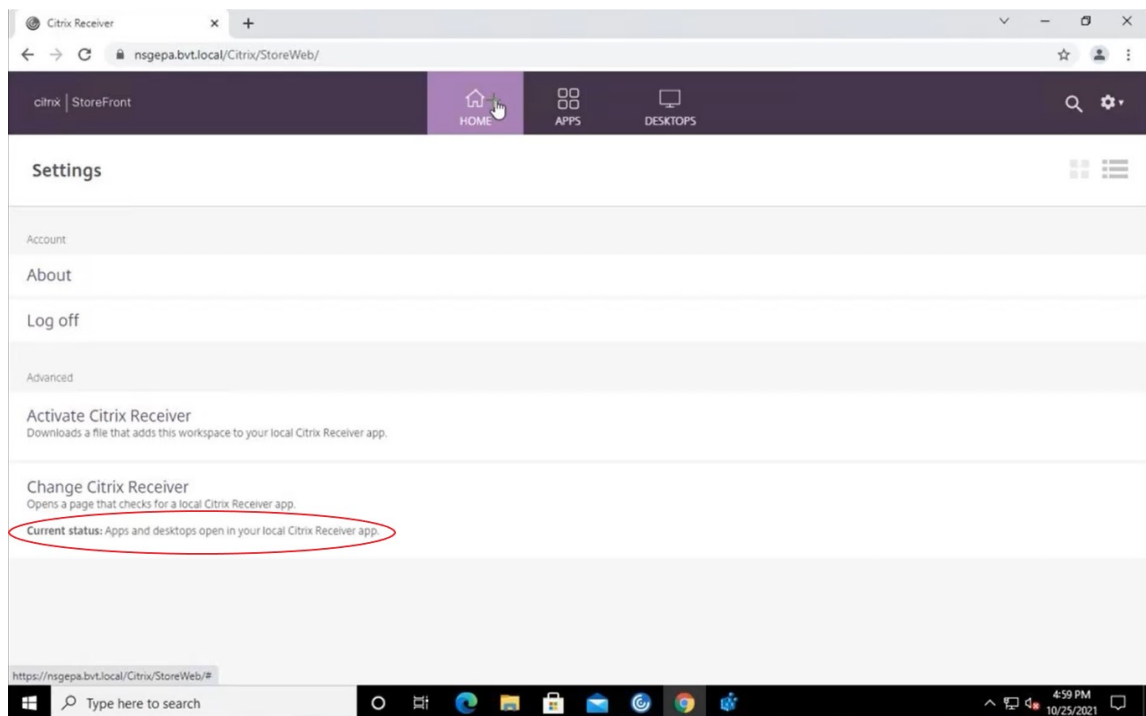 Citrix Receiver
nsgepa.bvt.local/Citrix/StoreWeb/
citrix | StoreFront
HOME
APPS
DESKTOPS
Settings
Account
About
Log off
Advanced
Activate Citrix Receiver
Downloads a file that adds this workspace to your local Citrix Receiver app.
Change Citrix Receiver
Opens a page that checks for a local Citrix Receiver app.
Current status: Apps and desktops open in your local Citrix Receiver app.
https://nsgepa.bvt.local/Citrix/StoreWeb/#
Type here to search
4:59 PM
10/25/2021